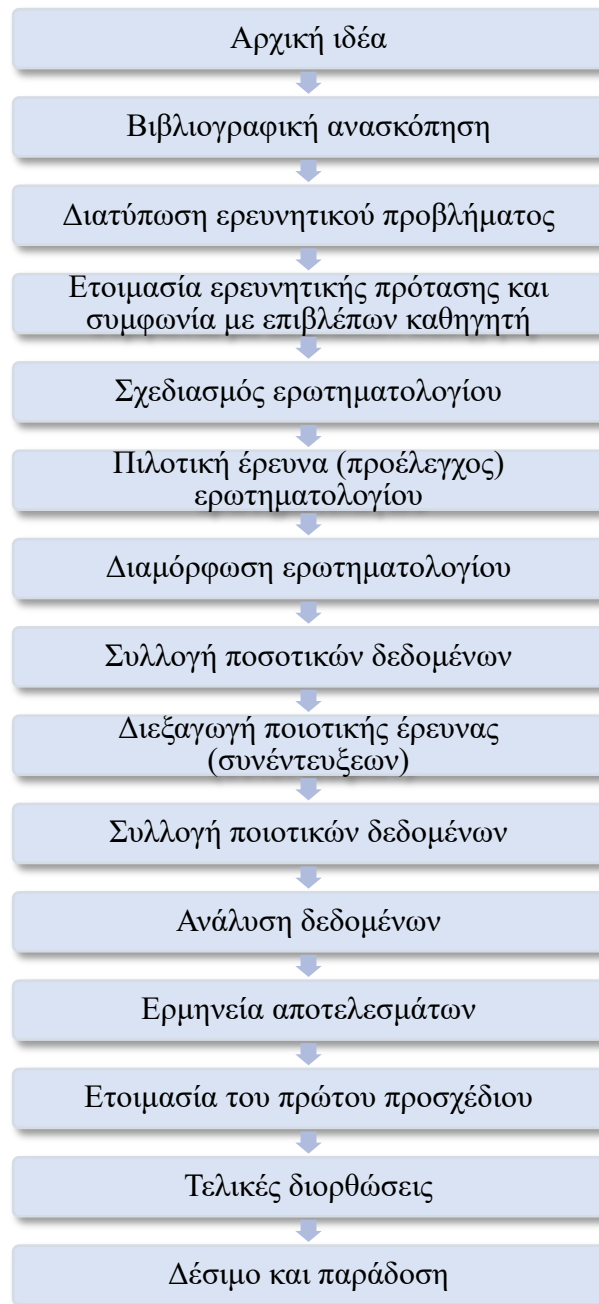 Αρχική ιδέα
Βιβλιογραφική ανασκόπηση
Διατύπωση ερευνητικού προβλήματος
Ετοιμασία ερευνητικής πρότασης και
συμφωνία με επιβλέπων καθηγητή
Σχεδιασμός ερωτηματολογίου
Πιλοτική έρευνα (προέλεγχος)
ερωτηματολογίου
Διαμόρφωση ερωτηματολογίου
Συλλογή ποσοτικών δεδομένων
Διεξαγωγή ποιοτικής έρευνας
(συνέντευξεων)
Συλλογή ποιοτικών δεδομένων
Ανάλυση δεδομένων
Ερμηνεία αποτελεσμάτων
Ετοιμασία του πρώτου προσχέδιου
Τελικές διορθώσεις
Δέσιμο και παράδοση